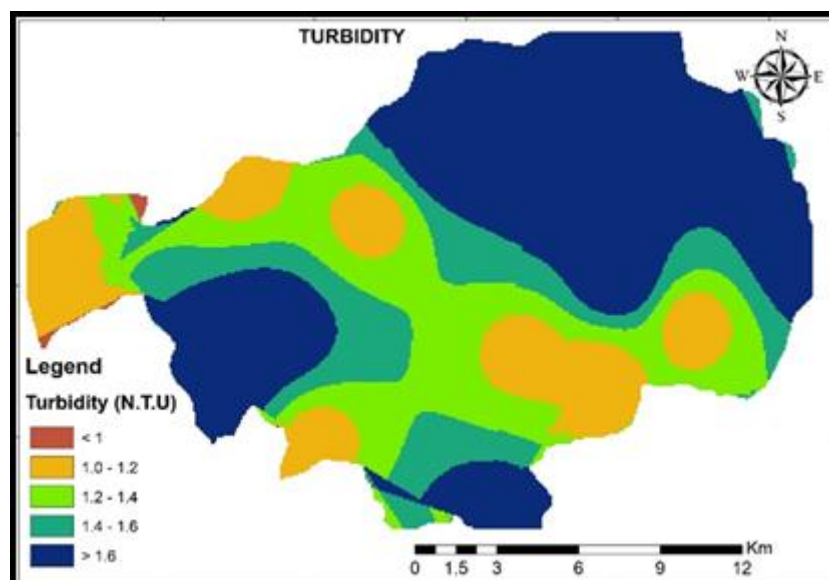 TURBIDITY
N
W E
S
Legend
Turbidity (N.T.U)
< 1
1.0 - 1.2
1.2 - 1.4
1.4 - 1.6
> 1.6
Km
0 1.5 3 6 9 12